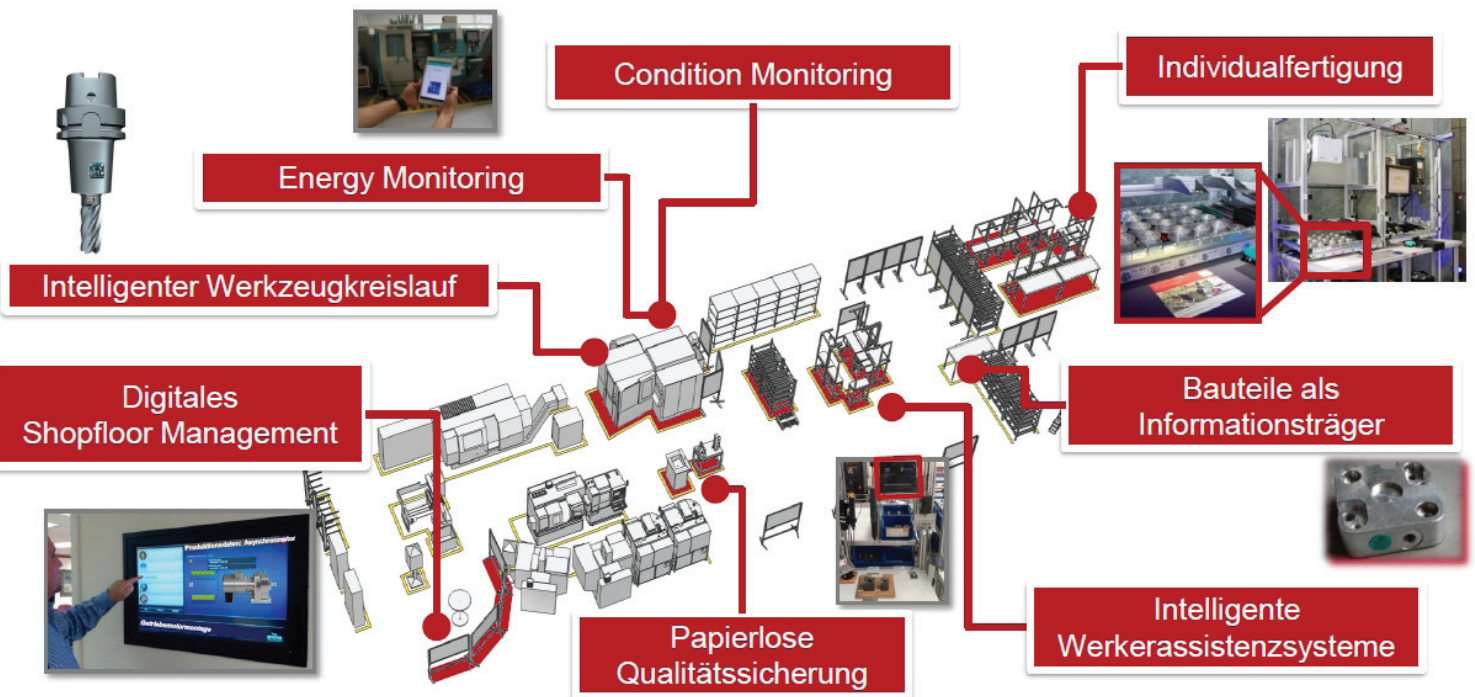 Condition Monitoring
Individualfertigung
Energy Monitoring
Intelligenter Werkzeugkreislauf
Digitales
Shopfloor Management
Bauteile als
Informationsträger
Produktionsdaten: Asynchronmotor
Getriebemotormontage
Papierlose
Qualitätssicherung
Intelligente
Werkerassistenzsysteme